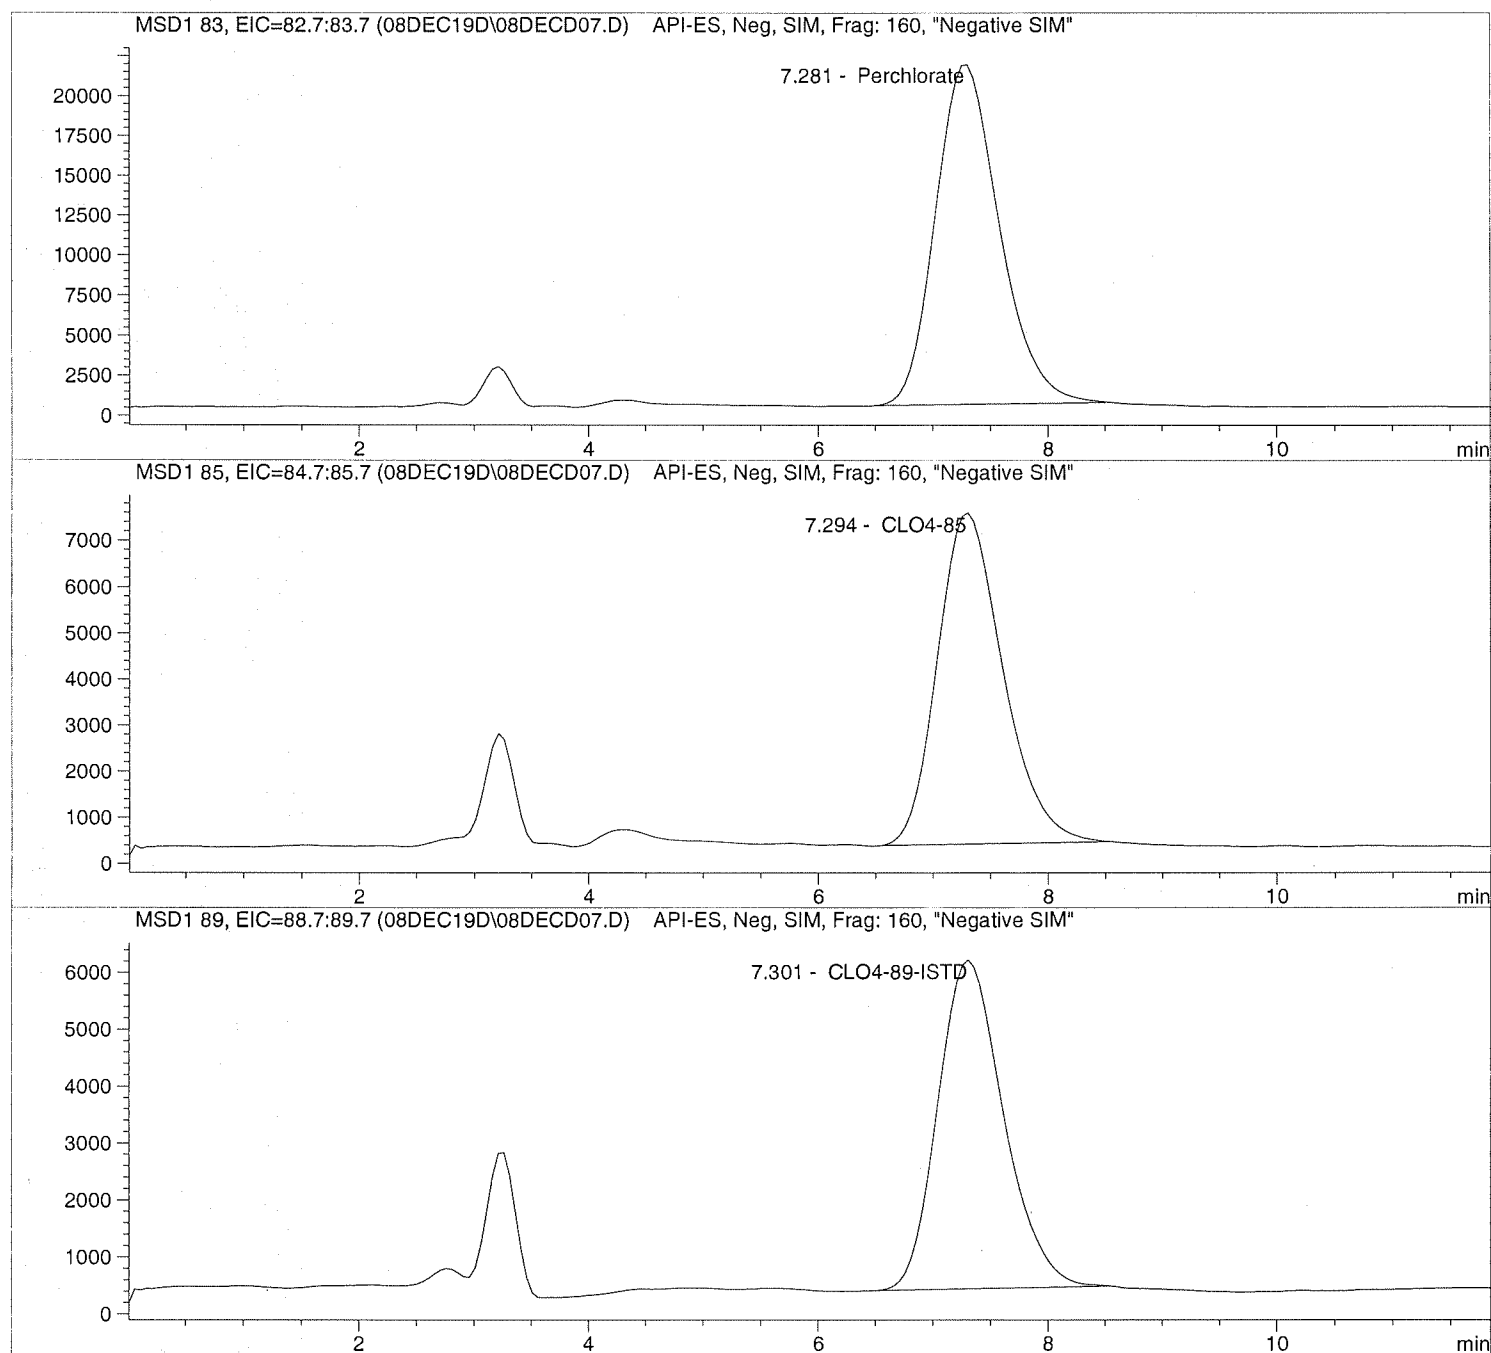 MSD1 83, EIC=82.7:83.7 (08DEC19D\08DECD07.D) API-ES, Neg, SIM, Frag: 160, "Negative SIM"
7.281 - Perchlorate
20000
17500
15000
12500
10000
7500
5000
2500
0
2 4 6 8 10 min
MSD1 85, EIC=84.7:85.7 (08DEC19D\08DECD07.D) API-ES, Neg, SIM, Frag: 160, "Negative SIM"
7.294 - CLO4-85
7000
6000
5000
4000
3000
2000
1000
0
2 4 6 8 10 min
MSD1 89, EIC=88.7:89.7 (08DEC19D\08DECD07.D) API-ES, Neg, SIM, Frag: 160, "Negative SIM"
7.301 - CLO4-89-ISTD
6000
5000
4000
3000
2000
1000
0
2 4 6 8 10 min